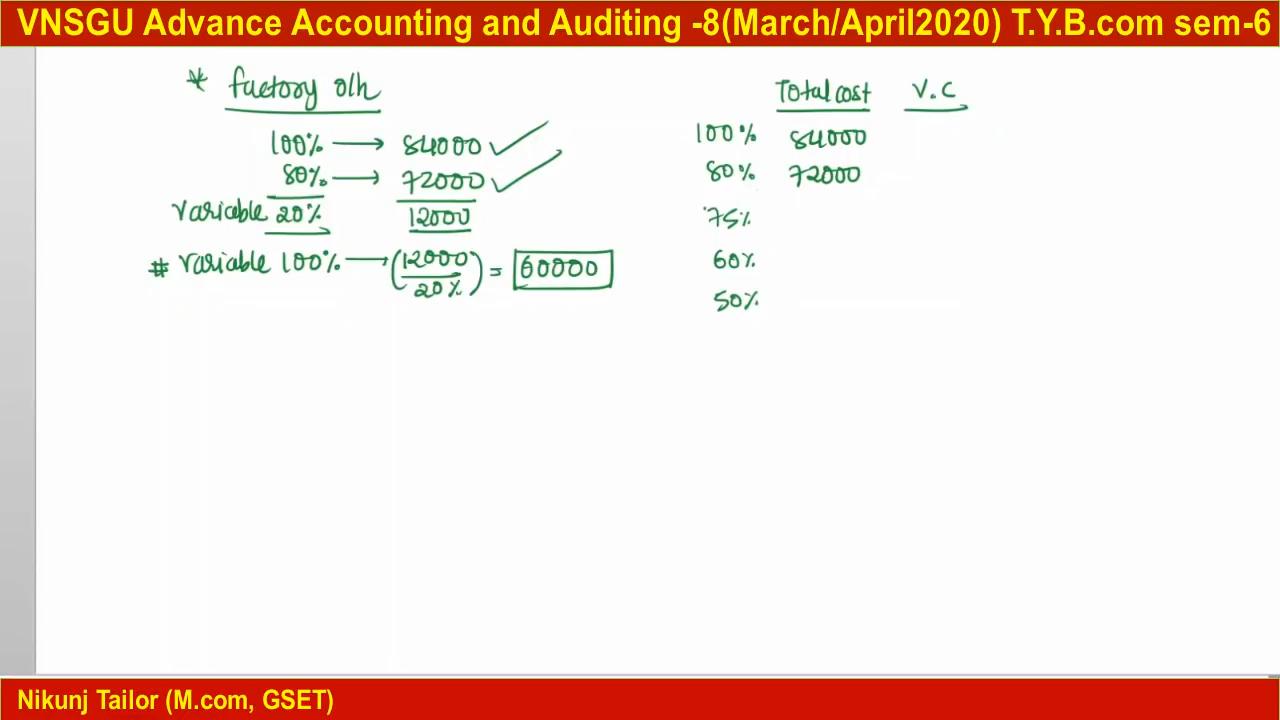 VNSGU Advance Accounting and Auditing -8(March/April2020) T.Y.B.com sem-6
* factory o/h
100% → 84000 ✓
80% → 72000 ✓
variable 20% 12000
# variable 100% → (12000/20%) = 60000
Total cost V.C
100% 84000
80% 72000
75%
60%
50%
Nikunj Tailor (M.com, GSET)